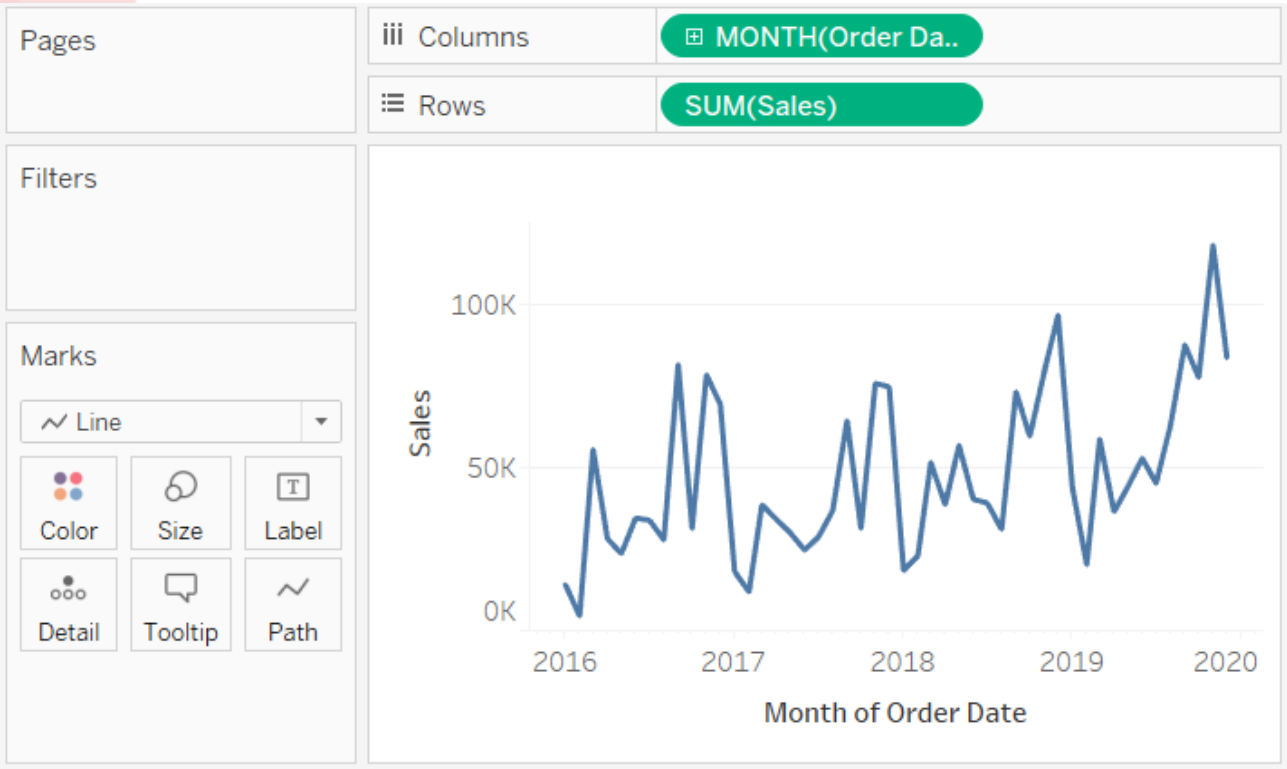 Pages
Columns
MONTH(Order Da..
Rows
SUM(Sales)
Filters
Marks
Line
Color
Size
T
Label
Detail
Tooltip
Path
100K
50K
0K
Sales
2016
2017
2018
2019
2020
Month of Order Date